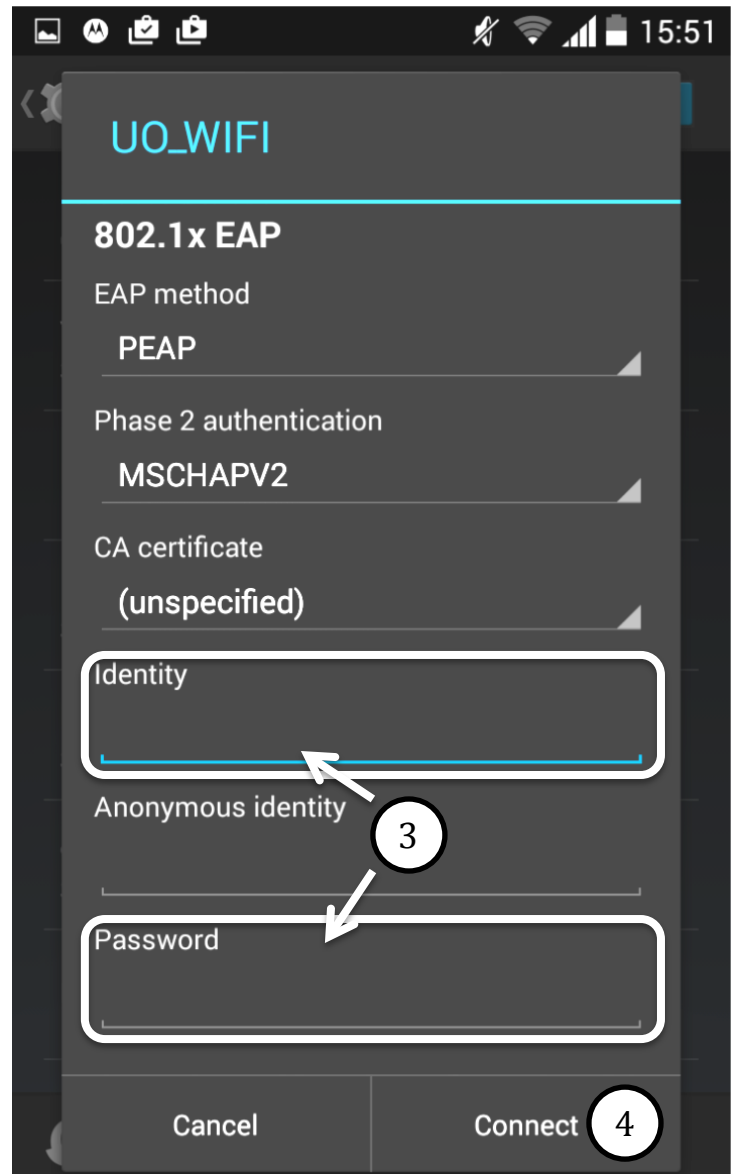 15:51
UO_WIFI
802.1x EAP
EAP method
PEAP
Phase 2 authentication
MSCHAPV2
CA certificate
(unspecified)
Identity
Anonymous identity
3
Password
Cancel
Connect
4